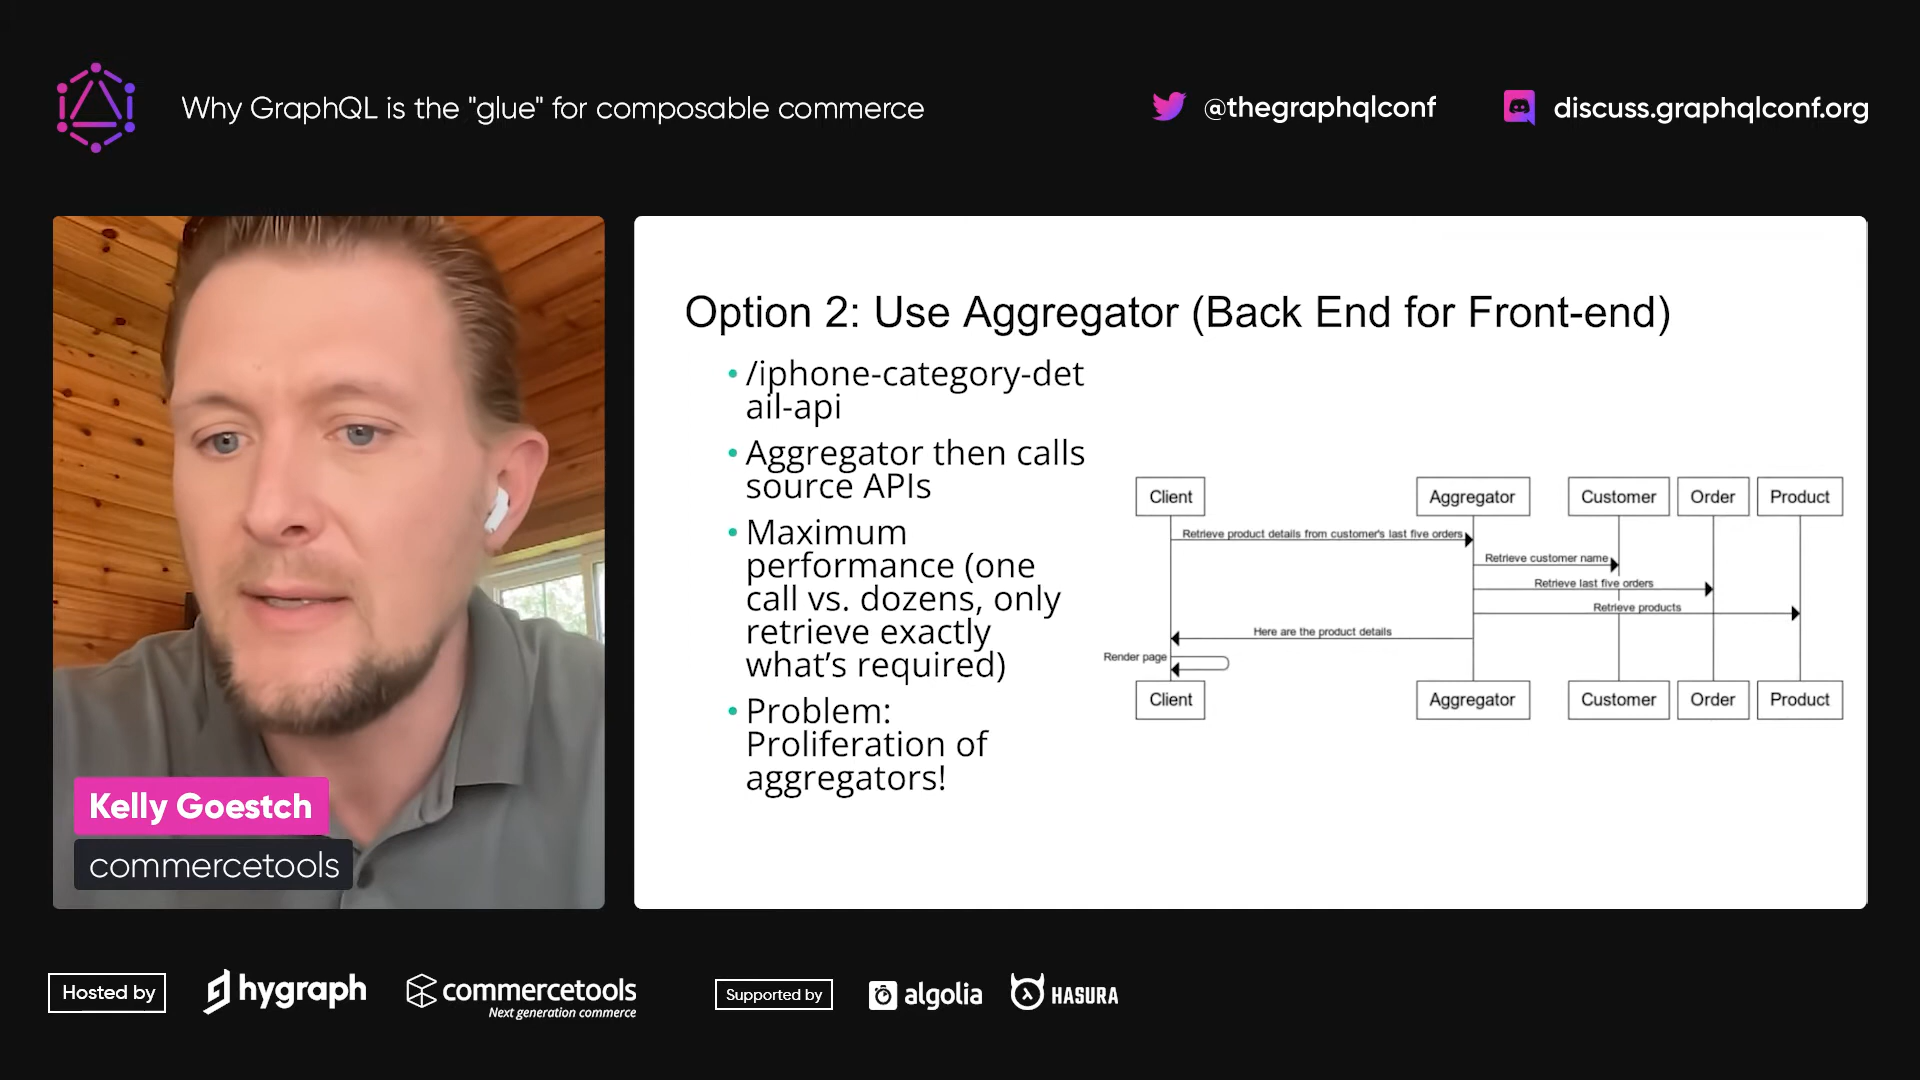 Why GraphQL is the "glue" for composable commerce
@thegraphqlconf
discuss.graphqlconf.org
Option 2: Use Aggregator (Back End for Front-end)
• /iphone-category-det
ail-api
• Aggregator then calls
source APIs
• Maximum
performance (one
call vs. dozens, only
retrieve exactly
what's required)
• Problem:
Proliferation of
aggregators!
Client
Aggregator
Customer
Order
Product
Retrieve product details from customer's last five orders
Retrieve customer name
Retrieve last five orders
Retrieve products
Here are the product details
Render page
Client
Aggregator
Customer
Order
Product
Kelly Goestch
commercetools
Hosted by
hygraph
commercetools
Next generation commerce
Supported by
algolia
HASURA